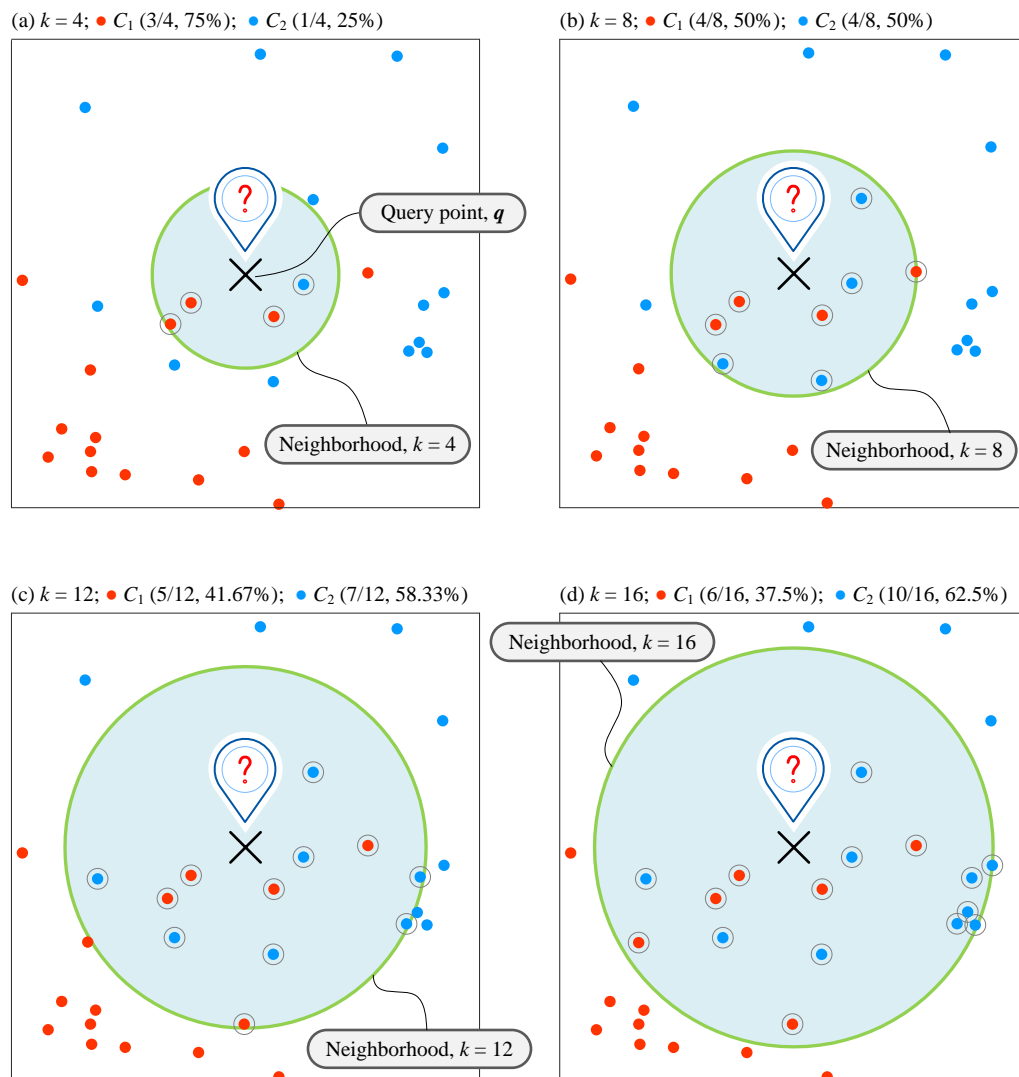 (a) k = 4; ● C₁ (3/4, 75%); ● C₂ (1/4, 25%)
(b) k = 8; ● C₁ (4/8, 50%); ● C₂ (4/8, 50%)
?
Query point, q
Neighborhood, k = 4
?
Neighborhood, k = 8
(c) k = 12; ● C₁ (5/12, 41.67%); ● C₂ (7/12, 58.33%)
(d) k = 16; ● C₁ (6/16, 37.5%); ● C₂ (10/16, 62.5%)
Neighborhood, k = 16
?
?
Neighborhood, k = 12